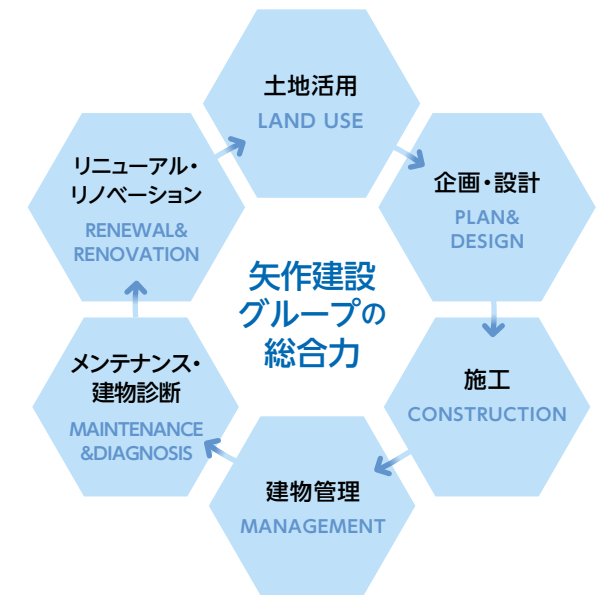 土地活用
LAND USE
企画・設計
PLAN&
DESIGN
施工
CONSTRUCTION
建物管理
MANAGEMENT
メンテナンス・
建物診断
MAINTENANCE
&DIAGNOSIS
リニューアル・
リノベーション
RENEWAL&
RENOVATION
矢作建設
グループの
総合力